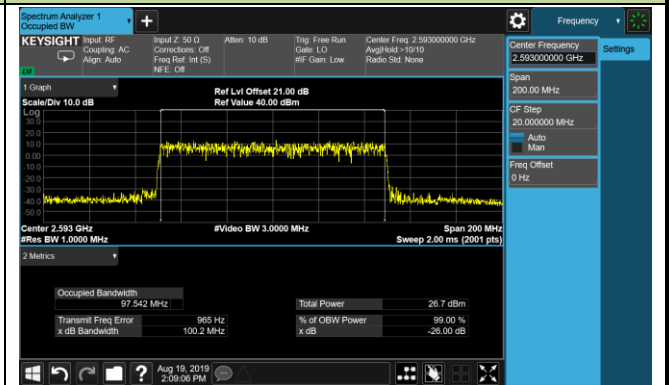 Spectrum Analyzer 1
Occupied BW
Frequency
KEYSIGHT
Input: RF
Coupling: AC
Align: Auto
Input Z: 50 Ω
Corrections: Off
Freq Ref: Int (S)
NFE: Off
Atten: 10 dB
Trig: Free Run
Gate: LO
#IF Gain: Low
Center Freq: 2.593000000 GHz
Avg|Hold:>10/10
Radio Std: None
Center Frequency
2.593000000 GHz
Settings
Span
200.00 MHz
CF Step
20.000000 MHz
Auto
Man
Freq Offset
0 Hz
1 Graph
Scale/Div 10.0 dB
Ref Lvl Offset 21.00 dB
Ref Value 40.00 dBm
Log
30.0
20.0
10.0
0.00
-10.0
-20.0
-30.0
-40.0
-50.0
Center 2.593 GHz
#Video BW 3.0000 MHz
Span 200 MHz
#Res BW 1.0000 MHz
Sweep 2.00 ms (2001 pts)
2 Metrics
Occupied Bandwidth
97.542 MHz
Total Power 26.7 dBm
Transmit Freq Error 965 Hz
% of OBW Power 99.00 %
x dB Bandwidth 100.2 MHz
x dB -26.00 dB
Aug 19, 2019
2:09:06 PM